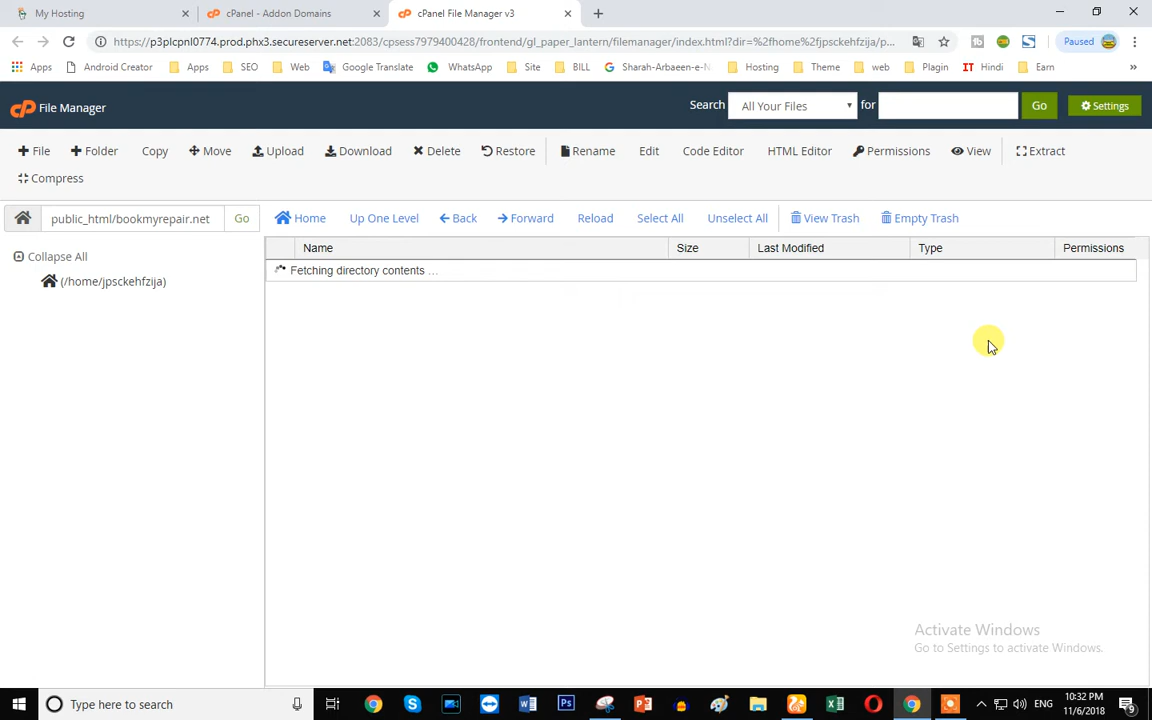 My Hosting
cPanel - Addon Domains
cPanel File Manager v3
https://p3plcpnl0774.prod.phx3.secureserver.net:2083/cpsess7979400428/frontend/gl_paper_lantern/filemanager/index.html?dir=%2fhome%2fjpsckehfzija%2fp...
Paused
Apps
Android Creator
Apps
SEO
Web
Google Translate
WhatsApp
Site
BILL
Sharah-Arbaeen-e-N
Hosting
Theme
web
Plagin
IT Hindi
Earn
»
cP File Manager
Search
All Your Files
for
Go
Settings
+ File
+ Folder
Copy
Move
Upload
Download
Delete
Restore
Rename
Edit
Code Editor
HTML Editor
Permissions
View
Extract
Compress
public_html/bookmyrepair.net
Go
Home
Up One Level
Back
Forward
Reload
Select All
Unselect All
View Trash
Empty Trash
Collapse All
(/home/jpsckehfzija)
Name
Size
Last Modified
Type
Permissions
Fetching directory contents …
Activate Windows
Go to Settings to activate Windows.
Type here to search
ENG
10:32 PM
11/6/2018
9